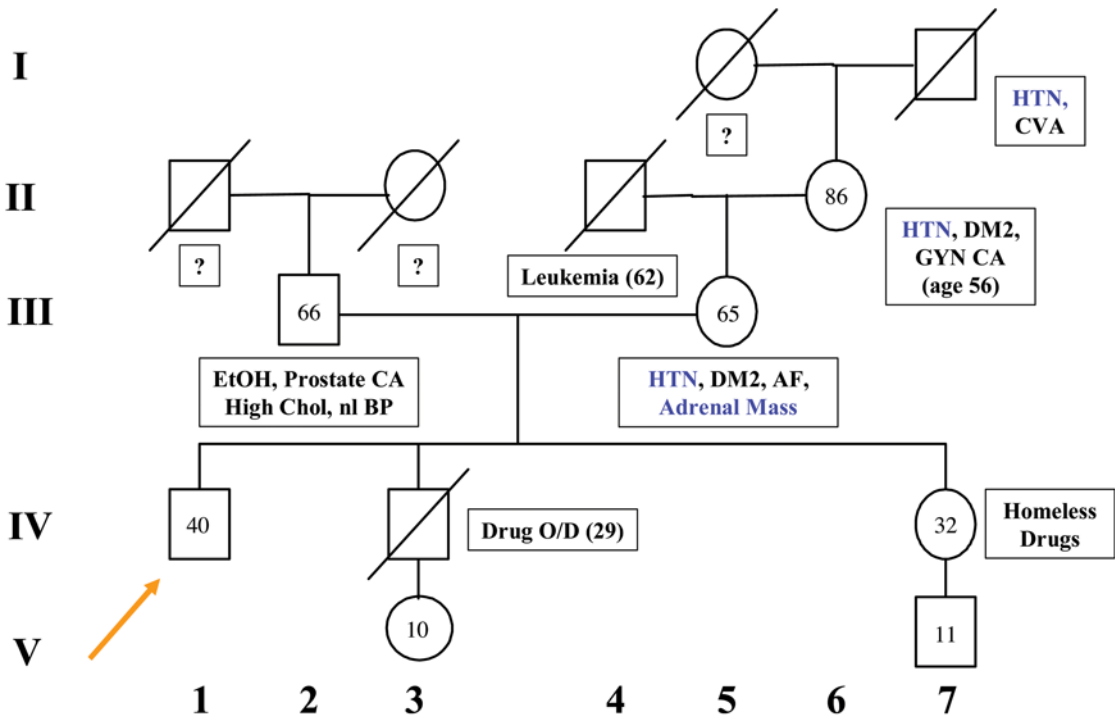 I
HTN,
CVA
?
II
86
?
?
HTN, DM2,
GYN CA
(age 56)
Leukemia (62)
III
66
65
EtOH, Prostate CA
High Chol, nl BP
HTN, DM2, AF,
Adrenal Mass
IV
40
Drug O/D (29)
32
Homeless
Drugs
V
10
11
1 2 3 4 5 6 7